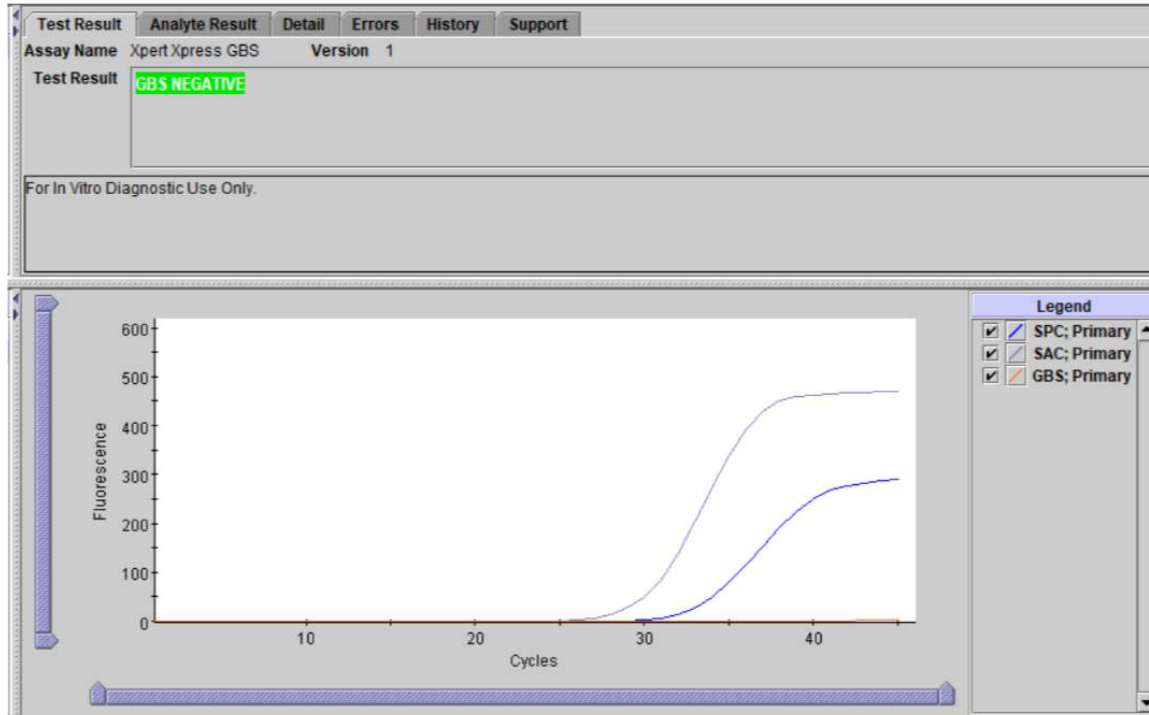 Test Result Analyte Result Detail Errors History Support
Assay Name Xpert Xpress GBS Version 1
Test Result GBS NEGATIVE
For In Vitro Diagnostic Use Only.
Legend
SPC; Primary
SAC; Primary
GBS; Primary
600
500
400
300
200
100
0
Fluorescence
10 20 30 40
Cycles